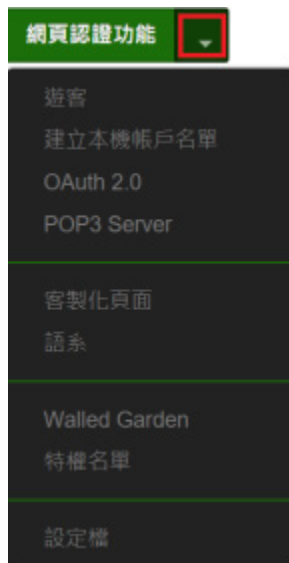 網頁認證功能
遊客
建立本機帳戶名單
OAuth 2.0
POP3 Server
客製化頁面
語系
Walled Garden
特權名單
設定檔